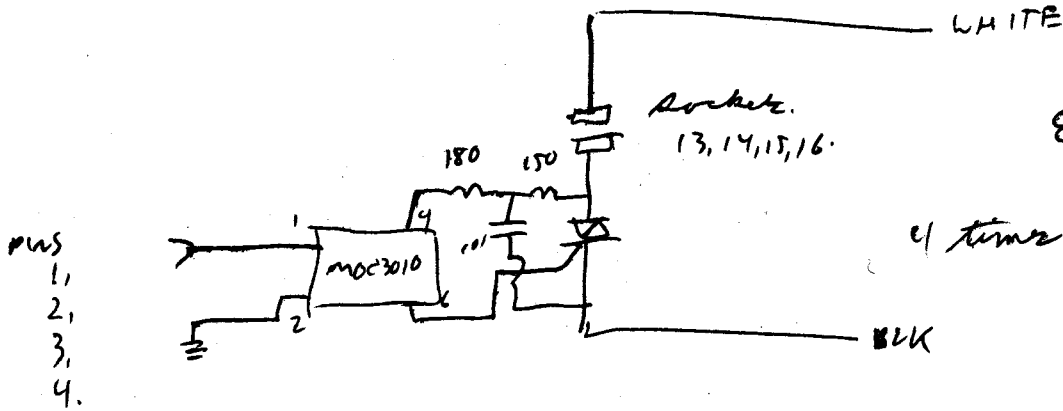 WHITE
Socket.
13, 14, 15, 16.
180
150
1
4
.01
4 times
MOC3010
6
2
PINS
1,
2,
3,
4.
BLK